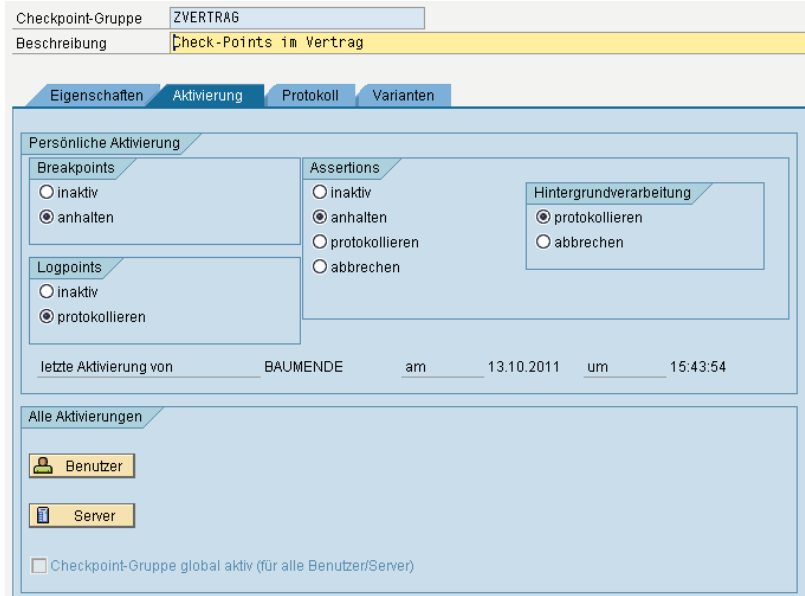 Checkpoint-Gruppe ZVERTRAG
Beschreibung Check-Points im Vertrag
Eigenschaften Aktivierung Protokoll Varianten
Persönliche Aktivierung
Breakpoints
inaktiv
anhalten
Logpoints
inaktiv
protokollieren
Assertions
inaktiv
anhalten
protokollieren
abbrechen
Hintergrundverarbeitung
protokollieren
abbrechen
letzte Aktivierung von BAUMENDE am 13.10.2011 um 15:43:54
Alle Aktivierungen
Benutzer
Server
Checkpoint-Gruppe global aktiv (für alle Benutzer/Server)